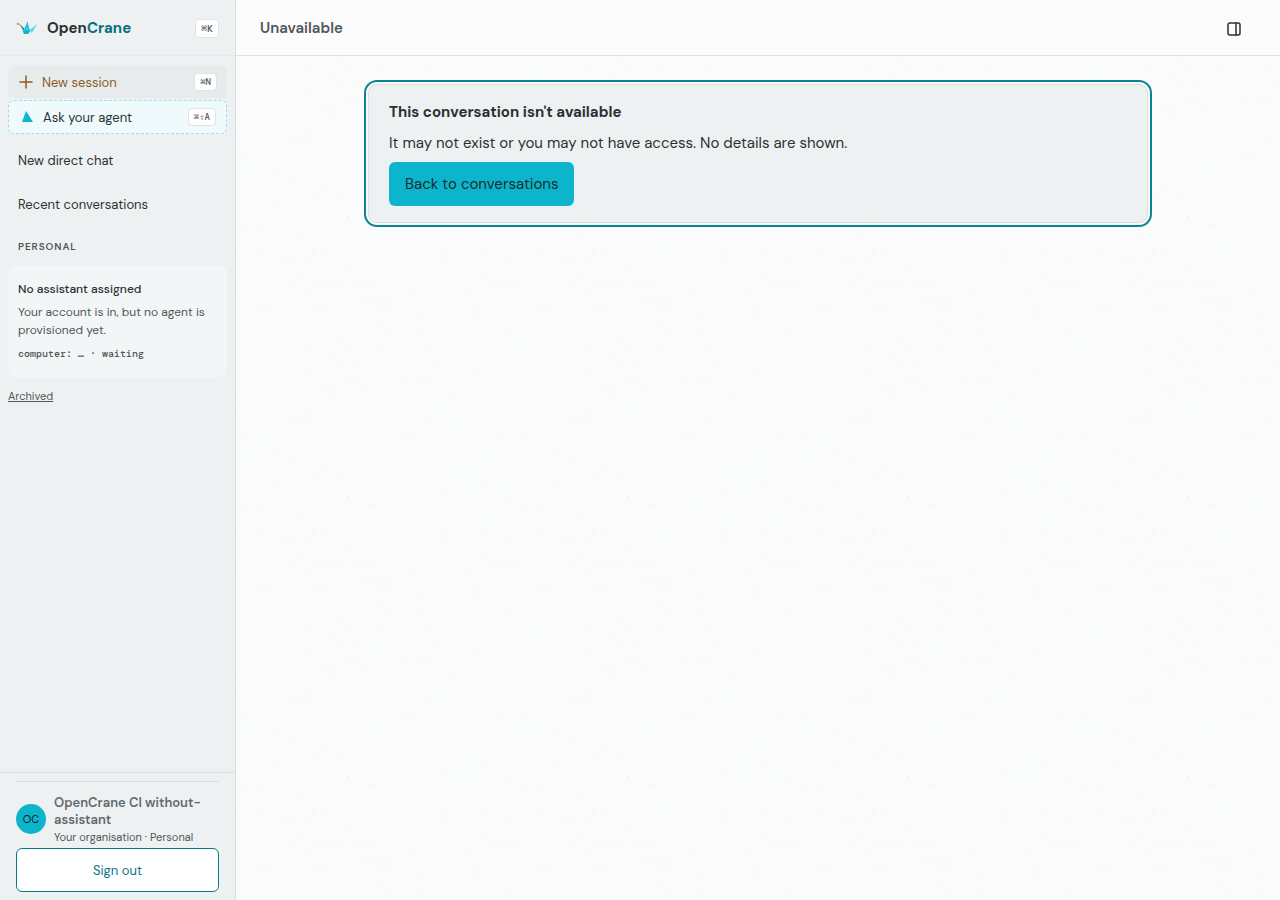 OpenCrane
⌘K
Unavailable
New session
⌘N
Ask your agent
⌘⇧A
New direct chat
Recent conversations
PERSONAL
No assistant assigned
Your account is in, but no agent is
provisioned yet.
computer: … · waiting
Archived
This conversation isn't available
It may not exist or you may not have access. No details are shown.
Back to conversations
OC
OpenCrane CI without-
assistant
Your organisation · Personal
Sign out